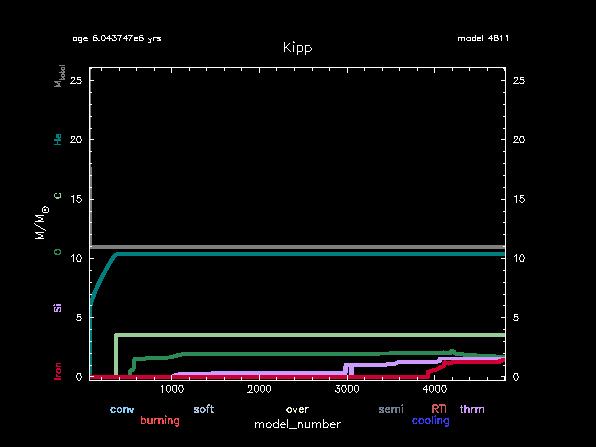 age 6.043747e6 yrs
model 4811
Kipp
25
20
15
10
5
0
25
20
15
10
5
0
M/M☉
M_total
He
C
O
Si
Iron
1000
2000
3000
4000
conv
soft
over
semi
RTI
thrm
burning
cooling
model_number